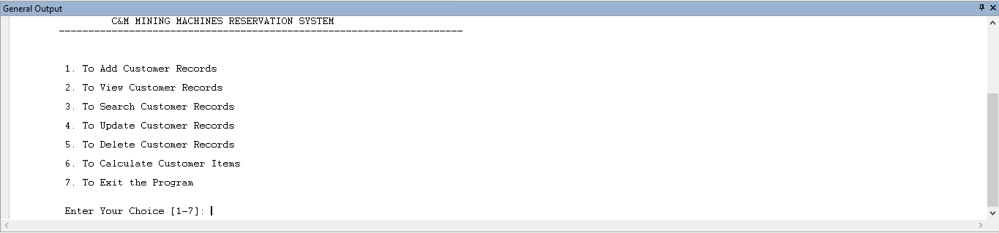 General Output
C&M MINING MACHINES RESERVATION SYSTEM
---------------------------------------------------------------------
1. To Add Customer Records
2. To View Customer Records
3. To Search Customer Records
4. To Update Customer Records
5. To Delete Customer Records
6. To Calculate Customer Items
7. To Exit the Program
Enter Your Choice [1-7]: